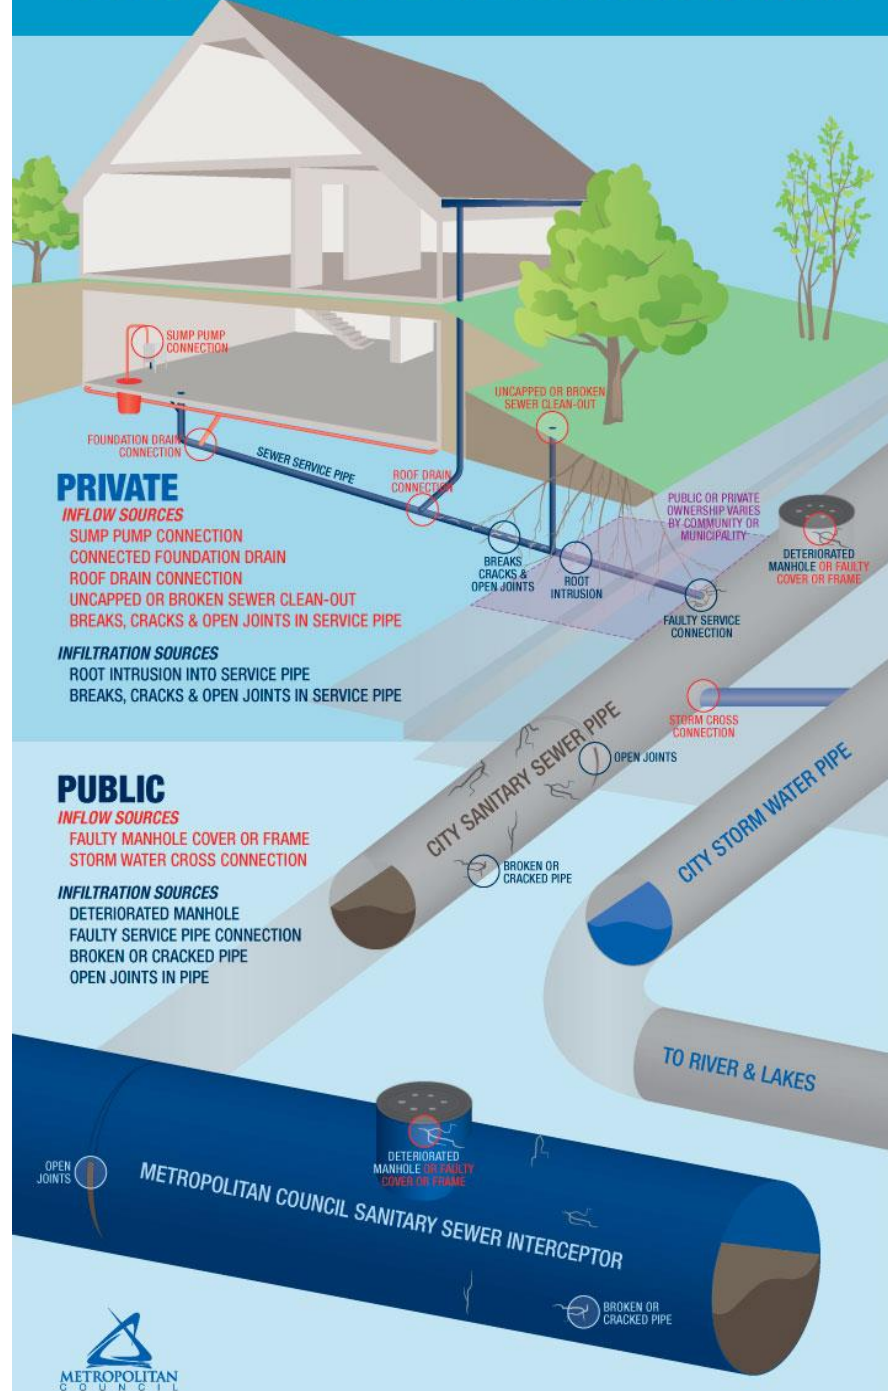 SUMP PUMP
CONNECTION
UNCAPPED OR BROKEN
SEWER CLEAN-OUT
FOUNDATION DRAIN
CONNECTION
SEWER SERVICE PIPE
ROOF DRAIN
CONNECTION
PUBLIC OR PRIVATE
OWNERSHIP VARIES
BY COMMUNITY OR
MUNICIPALITY
DETERIORATED
MANHOLE OR FAULTY
COVER OR FRAME
BREAKS
CRACKS &
OPEN JOINTS
ROOT
INTRUSION
FAULTY SERVICE
CONNECTION
PRIVATE
INFLOW SOURCES
SUMP PUMP CONNECTION
CONNECTED FOUNDATION DRAIN
ROOF DRAIN CONNECTION
UNCAPPED OR BROKEN SEWER CLEAN-OUT
BREAKS, CRACKS & OPEN JOINTS IN SERVICE PIPE
INFILTRATION SOURCES
ROOT INTRUSION INTO SERVICE PIPE
BREAKS, CRACKS & OPEN JOINTS IN SERVICE PIPE
STORM CROSS
CONNECTION
OPEN JOINTS
CITY SANITARY SEWER PIPE
CITY STORM WATER PIPE
BROKEN OR
CRACKED PIPE
PUBLIC
INFLOW SOURCES
FAULTY MANHOLE COVER OR FRAME
STORM WATER CROSS CONNECTION
INFILTRATION SOURCES
DETERIORATED MANHOLE
FAULTY SERVICE PIPE CONNECTION
BROKEN OR CRACKED PIPE
OPEN JOINTS IN PIPE
TO RIVER & LAKES
DETERIORATED
MANHOLE OR FAULTY
COVER OR FRAME
OPEN
JOINTS
METROPOLITAN COUNCIL SANITARY SEWER INTERCEPTOR
BROKEN OR
CRACKED PIPE
METROPOLITAN
COUNCIL